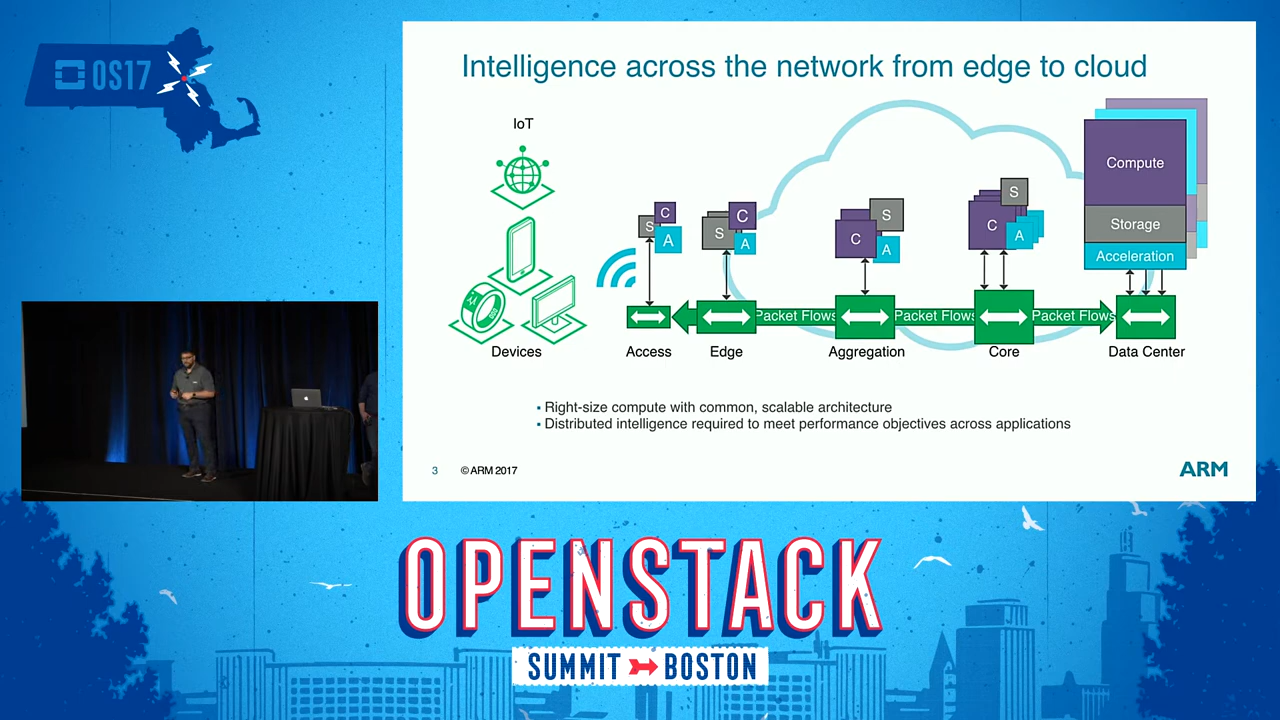 OS17
Intelligence across the network from edge to cloud
IoT
Devices
S
C
A
Access
S
C
A
Edge
Packet Flows
C
S
A
Aggregation
Packet Flows
C
S
A
Core
Packet Flows
Compute
Storage
Acceleration
Data Center
▪ Right-size compute with common, scalable architecture
▪ Distributed intelligence required to meet performance objectives across applications
3
© ARM 2017
ARM
OPENSTACK
SUMMIT BOSTON